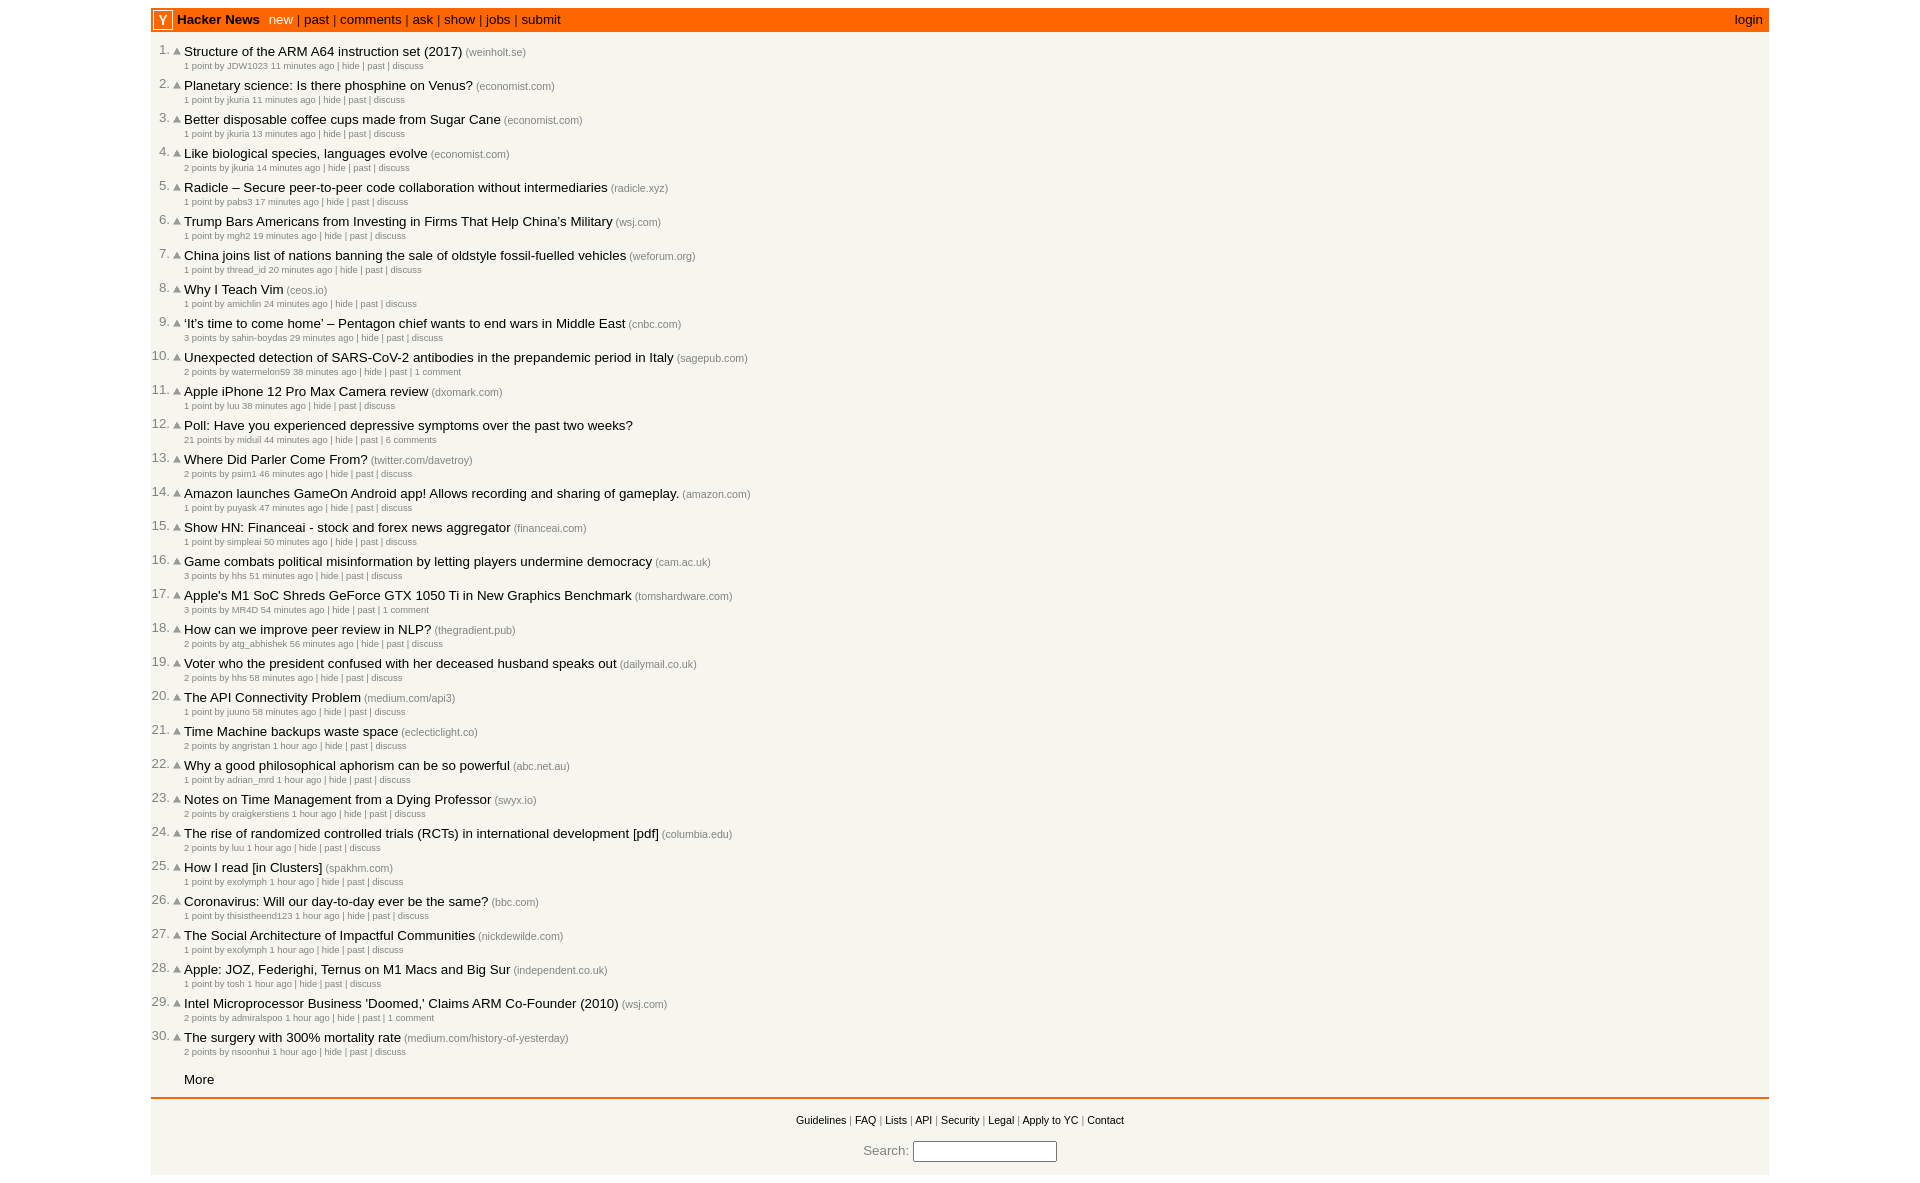 Y Hacker News new | past | comments | ask | show | jobs | submit login
1. Structure of the ARM A64 instruction set (2017) (weinholt.se)
1 point by JDW1023 11 minutes ago | hide | past | discuss
2. Planetary science: Is there phosphine on Venus? (economist.com)
1 point by jkuria 11 minutes ago | hide | past | discuss
3. Better disposable coffee cups made from Sugar Cane (economist.com)
1 point by jkuria 13 minutes ago | hide | past | discuss
4. Like biological species, languages evolve (economist.com)
2 points by jkuria 14 minutes ago | hide | past | discuss
5. Radicle – Secure peer-to-peer code collaboration without intermediaries (radicle.xyz)
1 point by pabs3 17 minutes ago | hide | past | discuss
6. Trump Bars Americans from Investing in Firms That Help China's Military (wsj.com)
1 point by mgh2 19 minutes ago | hide | past | discuss
7. China joins list of nations banning the sale of oldstyle fossil-fuelled vehicles (weforum.org)
1 point by thread_id 20 minutes ago | hide | past | discuss
8. Why I Teach Vim (ceos.io)
1 point by amichlin 24 minutes ago | hide | past | discuss
9. ‘It’s time to come home’ – Pentagon chief wants to end wars in Middle East (cnbc.com)
3 points by sahin-boydas 29 minutes ago | hide | past | discuss
10. Unexpected detection of SARS-CoV-2 antibodies in the prepandemic period in Italy (sagepub.com)
2 points by watermelon59 38 minutes ago | hide | past | 1 comment
11. Apple iPhone 12 Pro Max Camera review (dxomark.com)
1 point by luu 38 minutes ago | hide | past | discuss
12. Poll: Have you experienced depressive symptoms over the past two weeks?
21 points by miduil 44 minutes ago | hide | past | 6 comments
13. Where Did Parler Come From? (twitter.com/davetroy)
2 points by psim1 46 minutes ago | hide | past | discuss
14. Amazon launches GameOn Android app! Allows recording and sharing of gameplay. (amazon.com)
1 point by puyask 47 minutes ago | hide | past | discuss
15. Show HN: Financeai - stock and forex news aggregator (financeai.com)
1 point by simpleai 50 minutes ago | hide | past | discuss
16. Game combats political misinformation by letting players undermine democracy (cam.ac.uk)
3 points by hhs 51 minutes ago | hide | past | discuss
17. Apple's M1 SoC Shreds GeForce GTX 1050 Ti in New Graphics Benchmark (tomshardware.com)
3 points by MR4D 54 minutes ago | hide | past | 1 comment
18. How can we improve peer review in NLP? (thegradient.pub)
2 points by atg_abhishek 56 minutes ago | hide | past | discuss
19. Voter who the president confused with her deceased husband speaks out (dailymail.co.uk)
2 points by hhs 58 minutes ago | hide | past | discuss
20. The API Connectivity Problem (medium.com/api3)
1 point by juuno 58 minutes ago | hide | past | discuss
21. Time Machine backups waste space (eclecticlight.co)
2 points by angristan 1 hour ago | hide | past | discuss
22. Why a good philosophical aphorism can be so powerful (abc.net.au)
1 point by adrian_mrd 1 hour ago | hide | past | discuss
23. Notes on Time Management from a Dying Professor (swyx.io)
2 points by craigkerstiens 1 hour ago | hide | past | discuss
24. The rise of randomized controlled trials (RCTs) in international development [pdf] (columbia.edu)
2 points by luu 1 hour ago | hide | past | discuss
25. How I read [in Clusters] (spakhm.com)
1 point by exolymph 1 hour ago | hide | past | discuss
26. Coronavirus: Will our day-to-day ever be the same? (bbc.com)
1 point by thisistheend123 1 hour ago | hide | past | discuss
27. The Social Architecture of Impactful Communities (nickdewilde.com)
1 point by exolymph 1 hour ago | hide | past | discuss
28. Apple: JOZ, Federighi, Ternus on M1 Macs and Big Sur (independent.co.uk)
1 point by tosh 1 hour ago | hide | past | discuss
29. Intel Microprocessor Business 'Doomed,' Claims ARM Co-Founder (2010) (wsj.com)
2 points by admiralspoo 1 hour ago | hide | past | 1 comment
30. The surgery with 300% mortality rate (medium.com/history-of-yesterday)
2 points by nsoonhui 1 hour ago | hide | past | discuss
More
Guidelines | FAQ | Lists | API | Security | Legal | Apply to YC | Contact
Search: